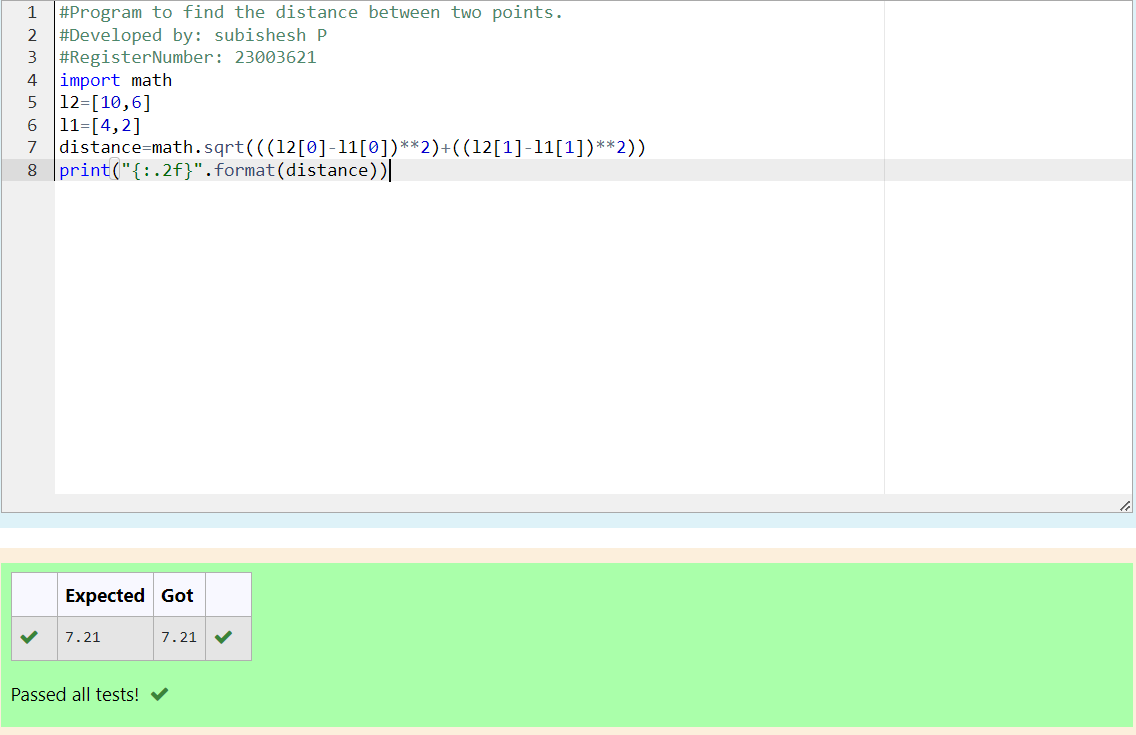 1 #Program to find the distance between two points.
2 #Developed by: subishesh P
3 #RegisterNumber: 23003621
4 import math
5 l2=[10,6]
6 l1=[4,2]
7 distance=math.sqrt(((l2[0]-l1[0])**2)+((l2[1]-l1[1])**2))
8 print("{:.2f}".format(distance))
Expected Got
7.21 7.21
Passed all tests!